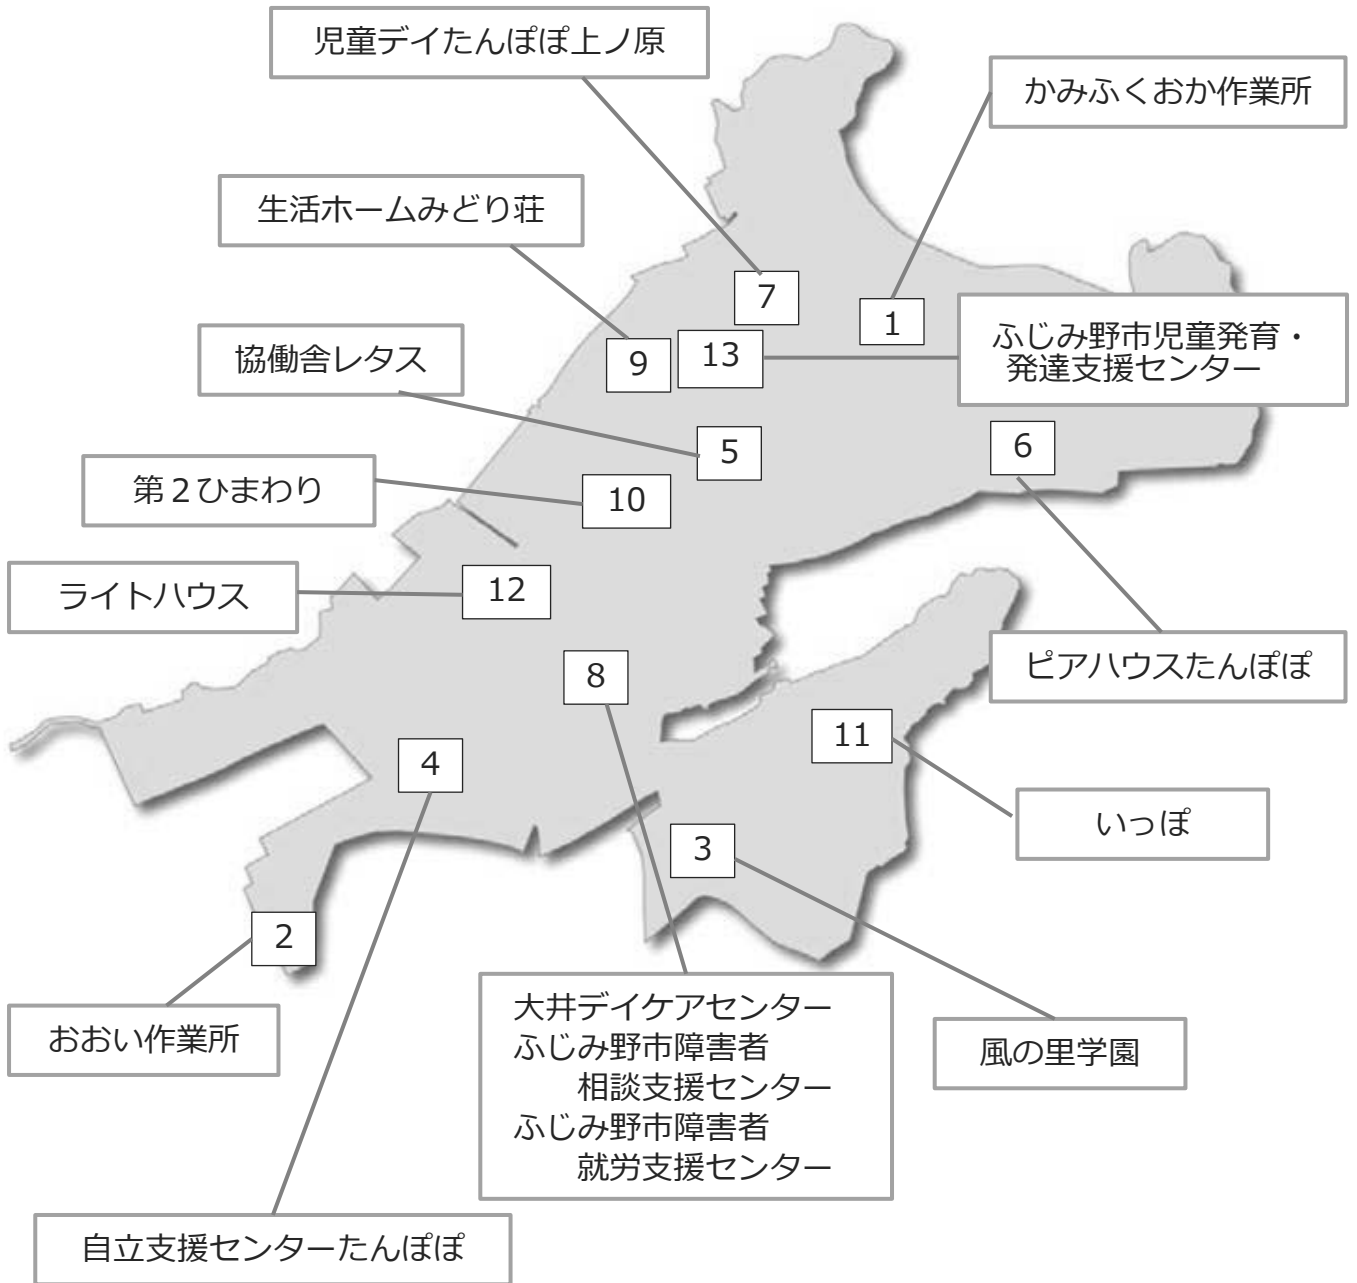 児童デイたんぽぽ上ノ原
かみふくおか作業所
生活ホームみどり荘
7
1
ふじみ野市児童発育・
発達支援センター
協働舎レタス
9
13
5
6
第２ひまわり
10
ライトハウス
12
ピアハウスたんぽぽ
8
11
4
いっぽ
3
2
おおい作業所
大井デイケアセンター
ふじみ野市障害者
相談支援センター
ふじみ野市障害者
就労支援センター
風の里学園
自立支援センターたんぽぽ